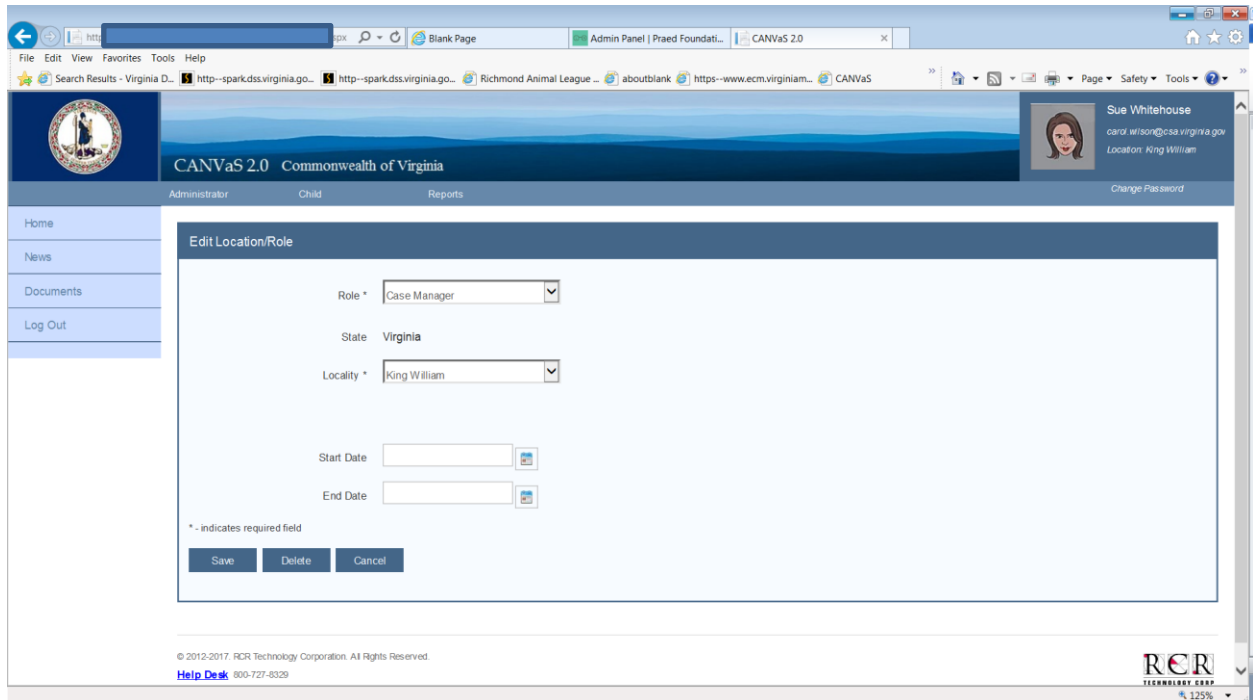 http
spx
Blank Page
Admin Panel | Praed Foundati...
CANVaS 2.0
File Edit View Favorites Tools Help
Search Results - Virginia D... http--spark.dss.virginia.go... http--spark.dss.virginia.go... Richmond Animal League ... aboutblank https--www.ecm.virginiam... CANVaS
Page Safety Tools
Sue Whitehouse
carol.wilson@csa.virginia.gov
Location: King William
CANVaS 2.0 Commonwealth of Virginia
Administrator Child Reports
Change Password
Home
News
Documents
Log Out
Edit Location/Role
Role * Case Manager
State Virginia
Locality * King William
Start Date
End Date
* - indicates required field
Save Delete Cancel
© 2012-2017. RCR Technology Corporation. All Rights Reserved.
Help Desk 800-727-8329
RCR
TECHNOLOGY CORP
125%